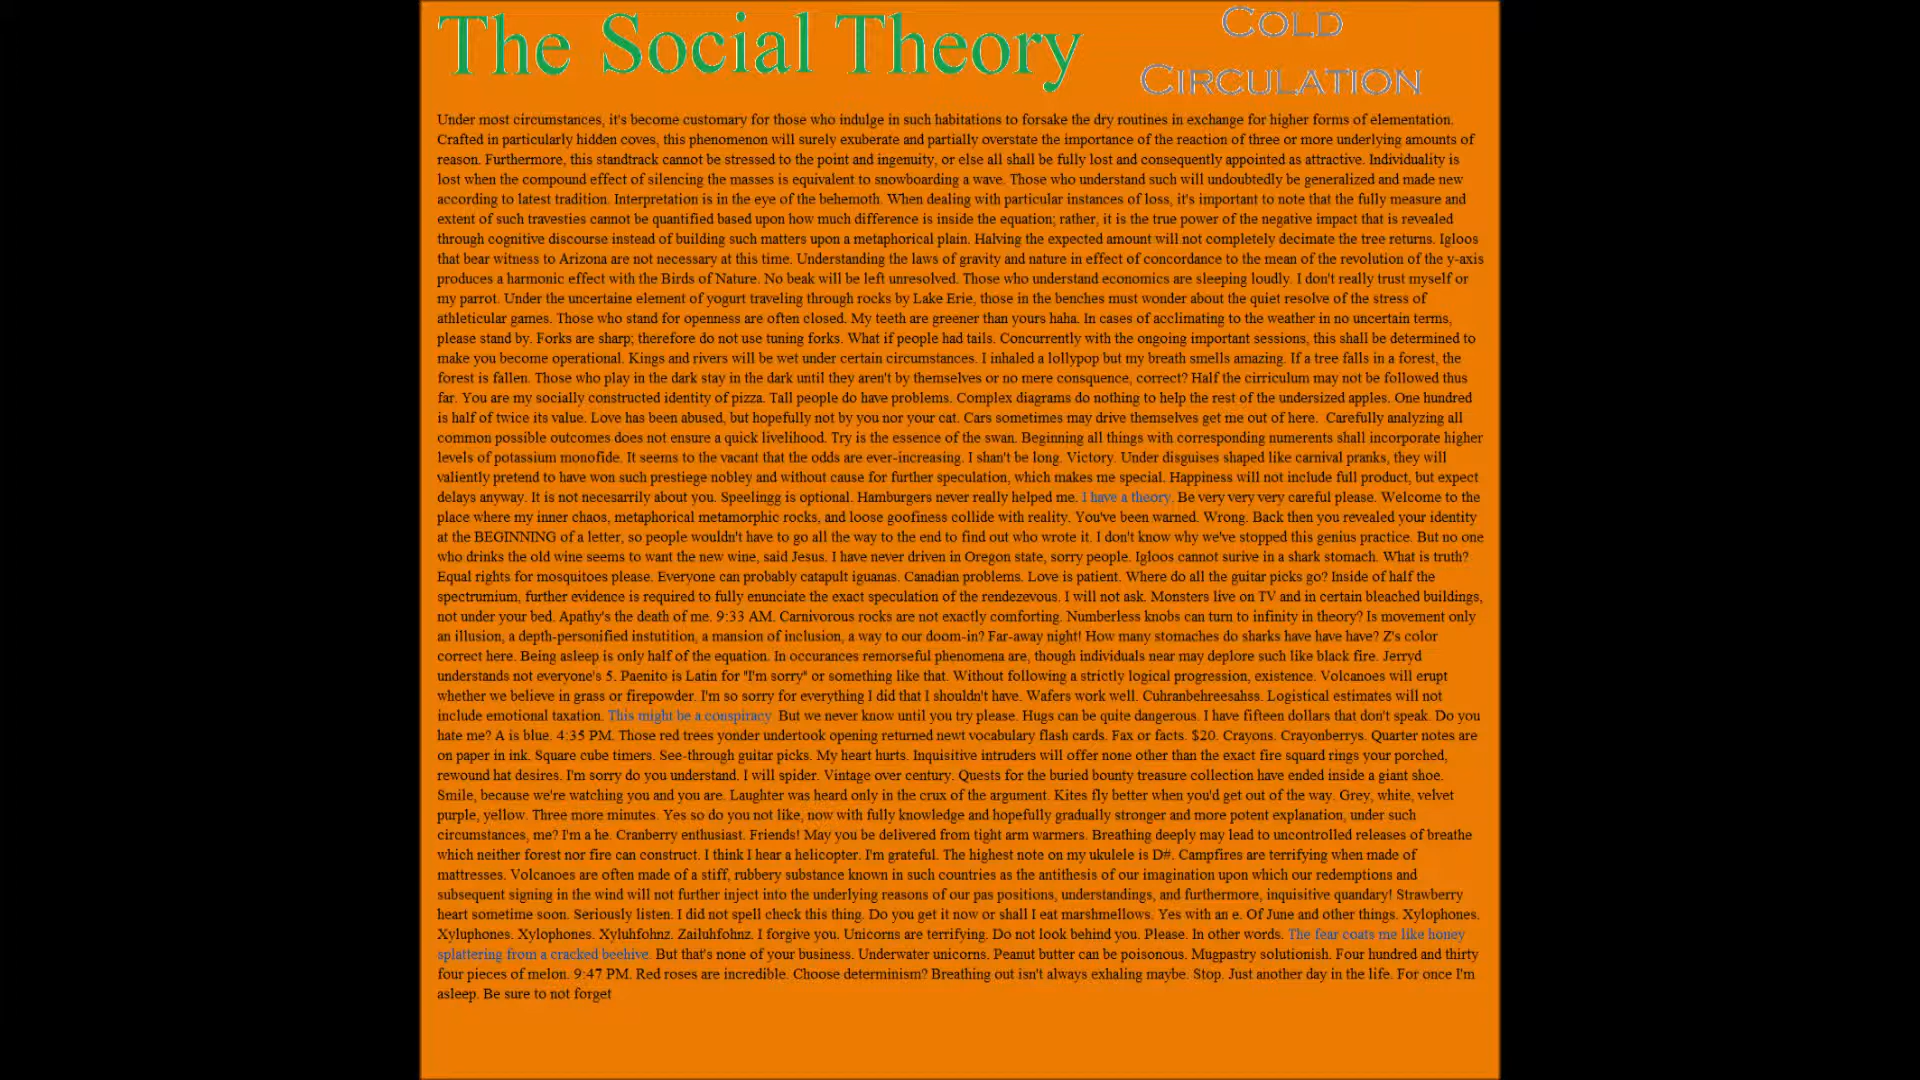 The Social Theory
COLD
CIRCULATION
Under most circumstances, it's become customary for those who indulge in such habitations to forsake the dry routines in exchange for higher forms of elementation.
Crafted in particularly hidden coves, this phenomenon will surely exuberate and partially overstate the importance of the reaction of three or more underlying amounts of
reason. Furthermore, this standtrack cannot be stressed to the point and ingenuity, or else all shall be fully lost and consequently appointed as attractive. Individuality is
lost when the compound effect of silencing the masses is equivalent to snowboarding a wave. Those who understand such will undoubtedly be generalized and made new
according to latest tradition. Interpretation is in the eye of the behemoth. When dealing with particular instances of loss, it's important to note that the fully measure and
extent of such travesties cannot be quantified based upon how much difference is inside the equation; rather, it is the true power of the negative impact that is revealed
through cognitive discourse instead of building such matters upon a metaphorical plain. Halving the expected amount will not completely decimate the tree returns. Igloos
that bear witness to Arizona are not necessary at this time. Understanding the laws of gravity and nature in effect of concordance to the mean of the revolution of the y-axis
produces a harmonic effect with the Birds of Nature. No beak will be left unresolved. Those who understand economics are sleeping loudly. I don't really trust myself or
my parrot. Under the uncertaine element of yogurt traveling through rocks by Lake Erie, those in the benches must wonder about the quiet resolve of the stress of
athleticular games. Those who stand for openness are often closed. My teeth are greener than yours haha. In cases of acclimating to the weather in no uncertain terms,
please stand by. Forks are sharp; therefore do not use tuning forks. What if people had tails. Concurrently with the ongoing important sessions, this shall be determined to
make you become operational. Kings and rivers will be wet under certain circumstances. I inhaled a lollypop but my breath smells amazing. If a tree falls in a forest, the
forest is fallen. Those who play in the dark stay in the dark until they aren't by themselves or no mere consquence, correct? Half the cirriculum may not be followed thus
far. You are my socially constructed identity of pizza. Tall people do have problems. Complex diagrams do nothing to help the rest of the undersized apples. One hundred
is half of twice its value. Love has been abused, but hopefully not by you nor your cat. Cars sometimes may drive themselves get me out of here.  Carefully analyzing all
common possible outcomes does not ensure a quick livelihood. Try is the essence of the swan. Beginning all things with corresponding numerents shall incorporate higher
levels of potassium monofide. It seems to the vacant that the odds are ever-increasing. I shan't be long. Victory. Under disguises shaped like carnival pranks, they will
valiently pretend to have won such prestiege nobley and without cause for further speculation, which makes me special. Happiness will not include full product, but expect
delays anyway. It is not necesarrily about you. Speelingg is optional. Hamburgers never really helped me. I have a theory. Be very very very careful please. Welcome to the
place where my inner chaos, metaphorical metamorphic rocks, and loose goofiness collide with reality. You've been warned. Wrong. Back then you revealed your identity
at the BEGINNING of a letter, so people wouldn't have to go all the way to the end to find out who wrote it. I don't know why we've stopped this genius practice. But no one
who drinks the old wine seems to want the new wine, said Jesus. I have never driven in Oregon state, sorry people. Igloos cannot surive in a shark stomach. What is truth?
Equal rights for mosquitoes please. Everyone can probably catapult iguanas. Canadian problems. Love is patient. Where do all the guitar picks go? Inside of half the
spectrumium, further evidence is required to fully enunciate the exact speculation of the rendezevous. I will not ask. Monsters live on TV and in certain bleached buildings,
not under your bed. Apathy's the death of me. 9:33 AM. Carnivorous rocks are not exactly comforting. Numberless knobs can turn to infinity in theory? Is movement only
an illusion, a depth-personified instutition, a mansion of inclusion, a way to our doom-in? Far-away night! How many stomaches do sharks have have have? Z's color
correct here. Being asleep is only half of the equation. In occurances remorseful phenomena are, though individuals near may deplore such like black fire. Jerryd
understands not everyone's 5. Paenito is Latin for "I'm sorry" or something like that. Without following a strictly logical progression, existence. Volcanoes will erupt
whether we believe in grass or firepowder. I'm so sorry for everything I did that I shouldn't have. Wafers work well. Cuhranbehreesahss. Logistical estimates will not
include emotional taxation. This might be a conspiracy. But we never know until you try please. Hugs can be quite dangerous. I have fifteen dollars that don't speak. Do you
hate me? A is blue. 4:35 PM. Those red trees yonder undertook opening returned newt vocabulary flash cards. Fax or facts. $20. Crayons. Crayonberrys. Quarter notes are
on paper in ink. Square cube timers. See-through guitar picks. My heart hurts. Inquisitive intruders will offer none other than the exact fire squard rings your porched,
rewound hat desires. I'm sorry do you understand. I will spider. Vintage over century. Quests for the buried bounty treasure collection have ended inside a giant shoe.
Smile, because we're watching you and you are. Laughter was heard only in the crux of the argument. Kites fly better when you'd get out of the way. Grey, white, velvet
purple, yellow. Three more minutes. Yes so do you not like, now with fully knowledge and hopefully gradually stronger and more potent explanation, under such
circumstances, me? I'm a he. Cranberry enthusiast. Friends! May you be delivered from tight arm warmers. Breathing deeply may lead to uncontrolled releases of breathe
which neither forest nor fire can construct. I think I hear a helicopter. I'm grateful. The highest note on my ukulele is D#. Campfires are terrifying when made of
mattresses. Volcanoes are often made of a stiff, rubbery substance known in such countries as the antithesis of our imagination upon which our redemptions and
subsequent signing in the wind will not further inject into the underlying reasons of our pas positions, understandings, and furthermore, inquisitive quandary! Strawberry
heart sometime soon. Seriously listen. I did not spell check this thing. Do you get it now or shall I eat marshmellows. Yes with an e. Of June and other things. Xylophones.
Xyluphones. Xylophones. Xyluhfohnz. Zailuhfohnz. I forgive you. Unicorns are terrifying. Do not look behind you. Please. In other words. The fear coats me like honey
splattering from a cracked beehive. But that's none of your business. Underwater unicorns. Peanut butter can be poisonous. Mugpastry solutionish. Four hundred and thirty
four pieces of melon. 9:47 PM. Red roses are incredible. Choose determinism? Breathing out isn't always exhaling maybe. Stop. Just another day in the life. For once I'm
asleep. Be sure to not forget